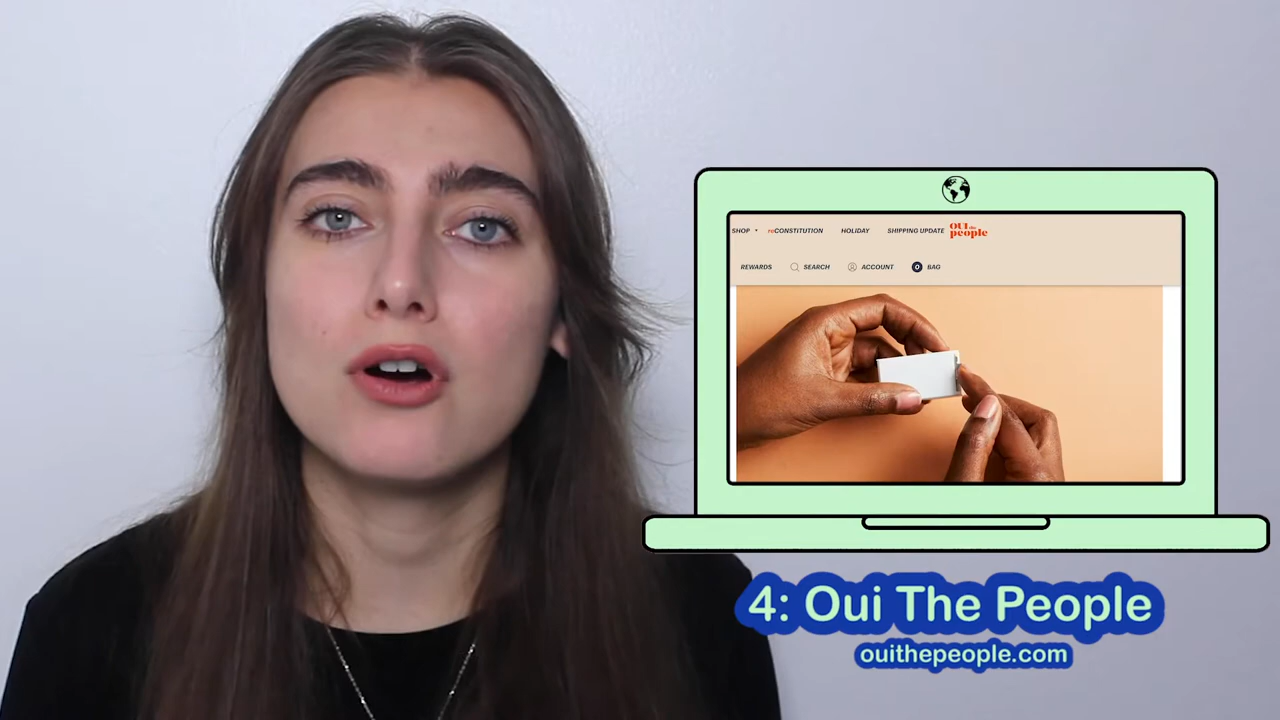 SHOP
reCONSTITUTION
HOLIDAY
SHIPPING UPDATE
OUI the people
REWARDS
SEARCH
ACCOUNT
0
BAG
4: Oui The People
ouithepeople.com